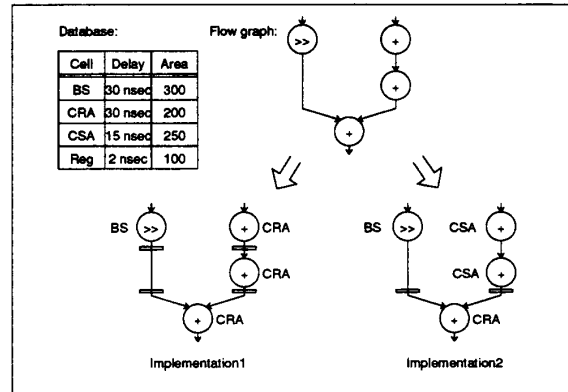 Database:
Flow graph:
Cell Delay Area
BS 30 nsec 300
CRA 30 nsec 200
CSA 15 nsec 250
Reg 2 nsec 100
>> +
+
+
BS >> + CRA
+ CRA
+ CRA
Implementation1
BS >> CSA +
CSA +
+ CRA
Implementation2